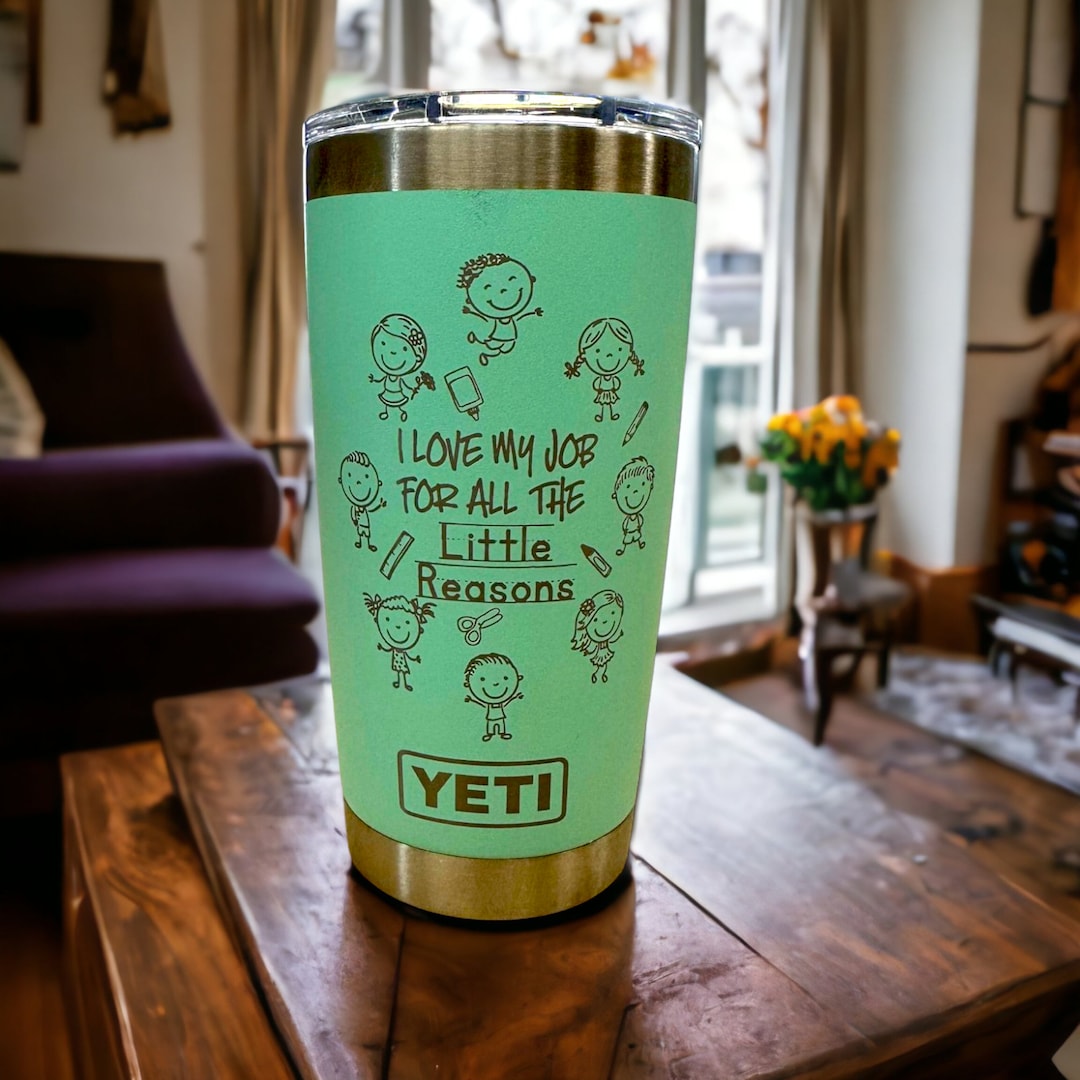 I LOVE MY JOB
FOR ALL THE
Little
Reasons
YETI